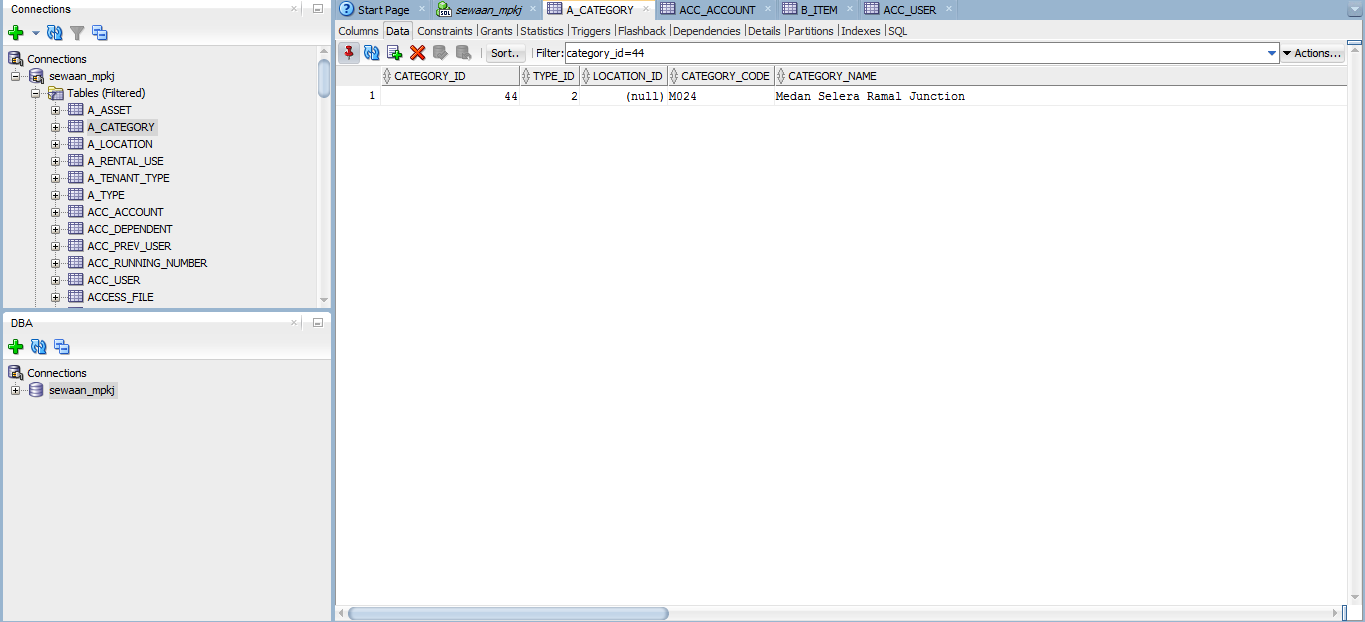 Connections
Connections
sewaan_mpkj
Tables (Filtered)
A_ASSET
A_CATEGORY
A_LOCATION
A_RENTAL_USE
A_TENANT_TYPE
A_TYPE
ACC_ACCOUNT
ACC_DEPENDENT
ACC_PREV_USER
ACC_RUNNING_NUMBER
ACC_USER
ACCESS_FILE
DBA
Connections
sewaan_mpkj
Start Page sewaan_mpkj A_CATEGORY ACC_ACCOUNT B_ITEM ACC_USER
Columns Data Constraints Grants Statistics Triggers Flashback Dependencies Details Partitions Indexes SQL
Sort.. Filter: category_id=44 Actions...
CATEGORY_ID TYPE_ID LOCATION_ID CATEGORY_CODE CATEGORY_NAME
1 44 2 (null) M024 Medan Selera Ramal Junction